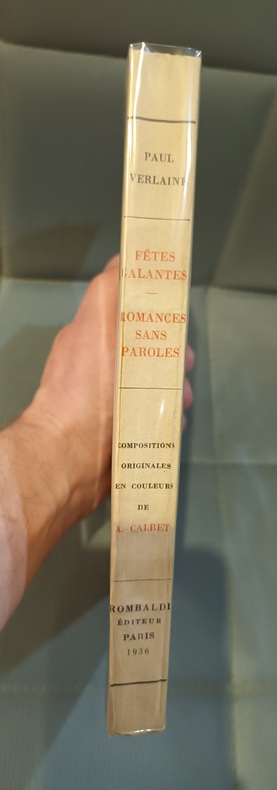 PAUL
VERLAINE
FÊTES
GALANTES
—
ROMANCES
SANS
PAROLES
COMPOSITIONS
ORIGINALES
EN COULEURS
DE
A. CALBET
ROMBALDI
ÉDITEUR
PARIS
1936